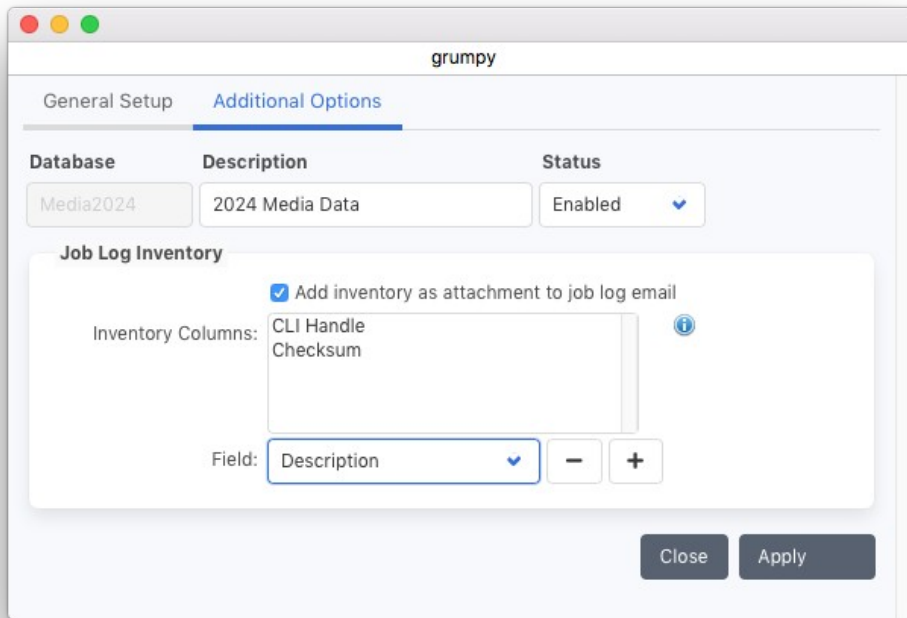 grumpy
General Setup Additional Options
Database Description Status
Media2024 2024 Media Data Enabled
Job Log Inventory
Add inventory as attachment to job log email
Inventory Columns: CLI Handle
Checksum
Field: Description − +
Close Apply